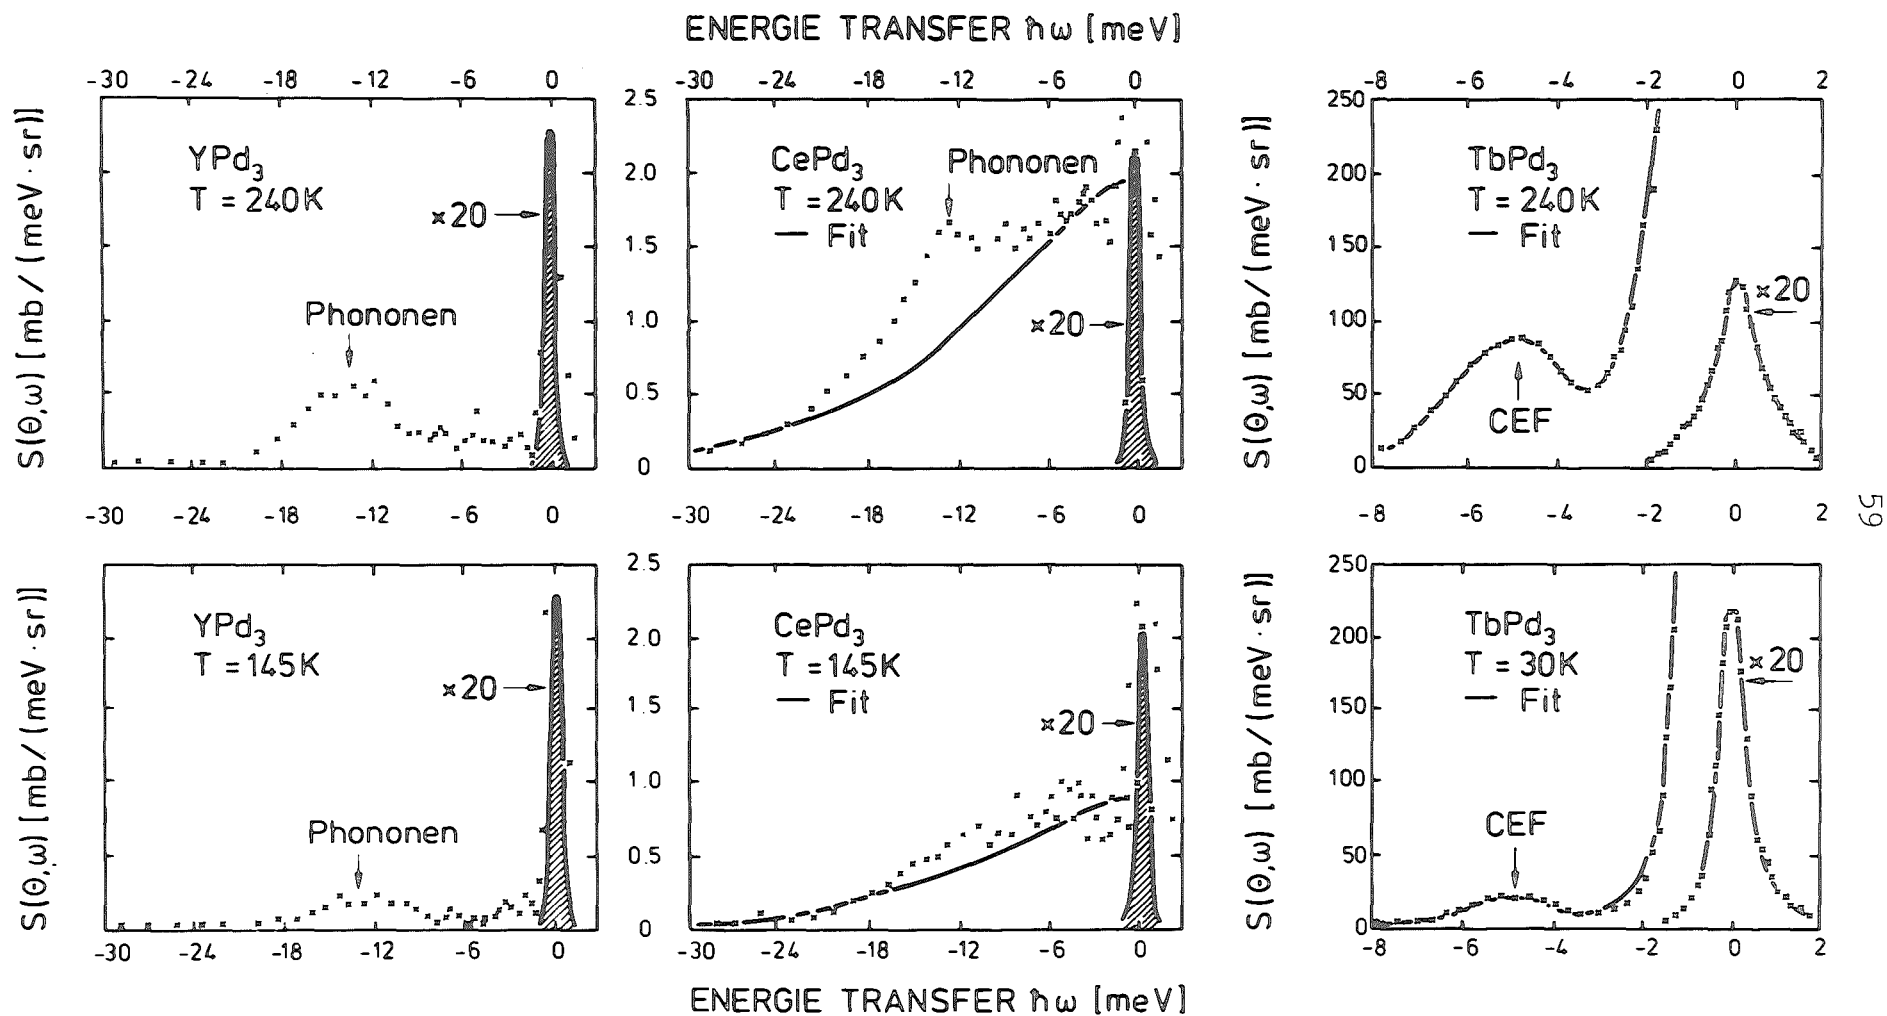 ENERGIE TRANSFER ħω [meV]
-30 -24 -18 -12 -6 0
-30 -24 -18 -12 -6 0
-8 -6 -4 -2 0 2
S(Θ,ω) [mb/(meV·sr)]
YPd3
T = 240K
×20
Phononen
2.5
2.0
1.5
1.0
0.5
0
CePd3
T = 240K
— Fit
Phononen
×20
S(Θ,ω) [mb/(meV·sr)]
250
200
150
100
50
0
TbPd3
T = 240K
— Fit
×20
CEF
-30 -24 -18 -12 -6 0
-30 -24 -18 -12 -6 0
-8 -6 -4 -2 0 2
59
S(Θ,ω) [mb/(meV·sr)]
YPd3
T = 145K
×20
Phononen
2.5
2.0
1.5
1.0
0.5
0
CePd3
T = 145K
— Fit
×20
S(Θ,ω) [mb/(meV·sr)]
250
200
150
100
50
0
TbPd3
T = 30K
— Fit
×20
CEF
-30 -24 -18 -12 -6 0
-30 -24 -18 -12 -6 0
-8 -6 -4 -2 0 2
ENERGIE TRANSFER ħω [meV]